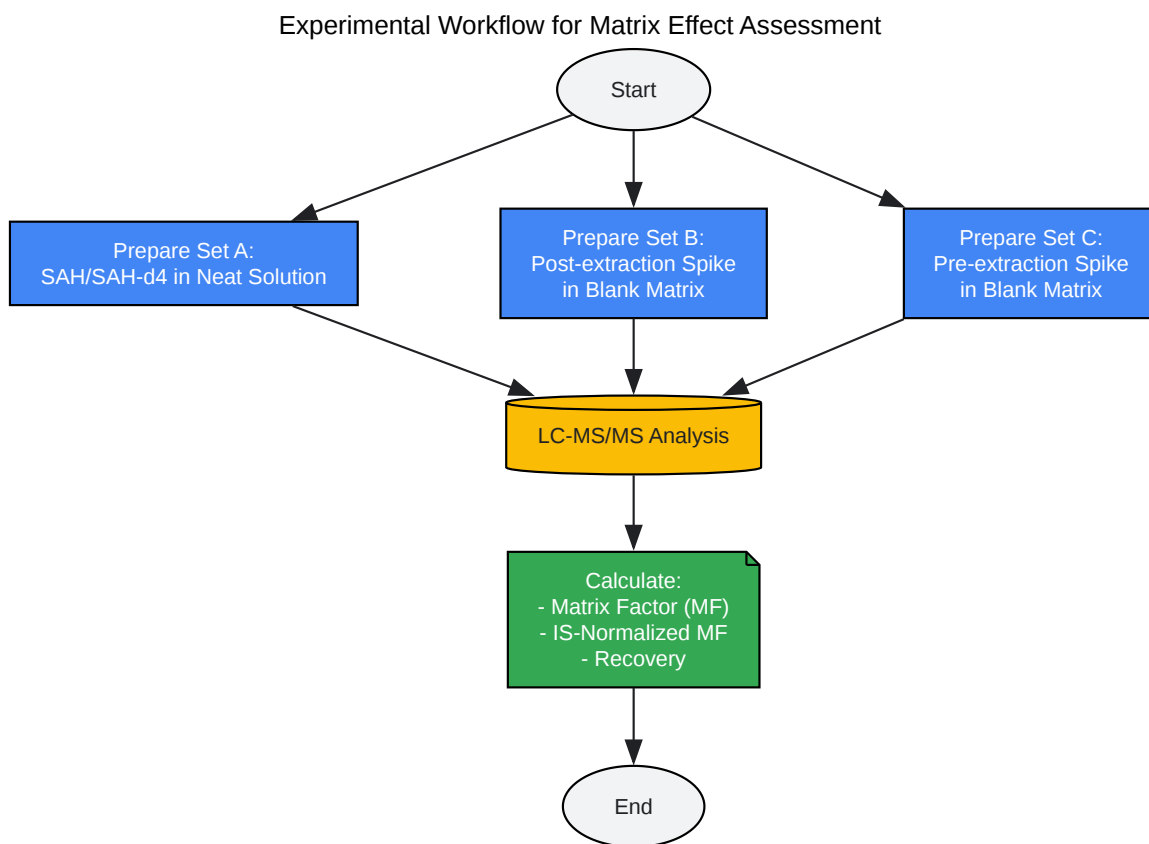 Experimental Workflow for Matrix Effect Assessment
Start
Prepare Set A:
SAH/SAH-d4 in Neat Solution
Prepare Set B:
Post-extraction Spike
in Blank Matrix
Prepare Set C:
Pre-extraction Spike
in Blank Matrix
LC-MS/MS Analysis
Calculate:
- Matrix Factor (MF)
- IS-Normalized MF
- Recovery
End